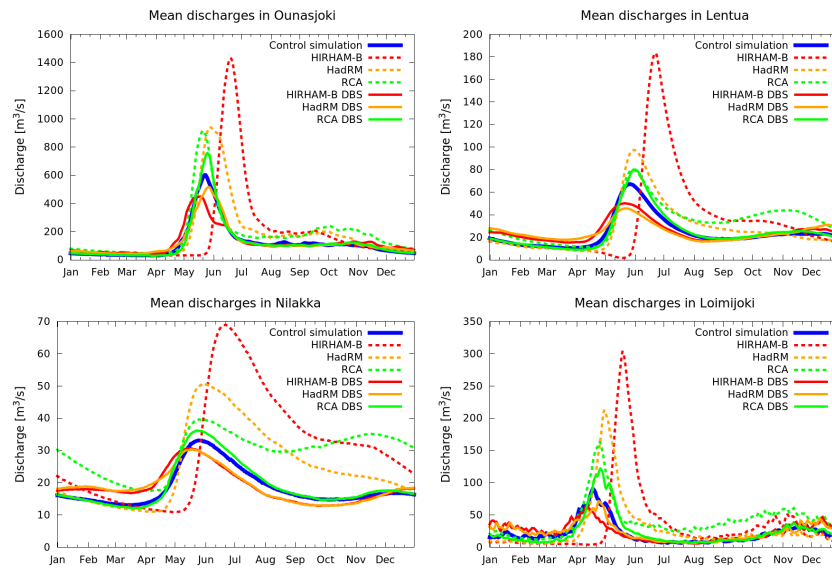 Mean discharges in Ounasjoki
Discharge [m³/s]
1600
1400
1200
1000
800
600
400
200
0
Jan Feb Mar Apr May Jun Jul Aug Sep Oct Nov Dec
Control simulation
HIRHAM-B
HadRM
RCA
HIRHAM-B DBS
HadRM DBS
RCA DBS
Mean discharges in Lentua
Discharge [m³/s]
200
180
160
140
120
100
80
60
40
20
0
Jan Feb Mar Apr May Jun Jul Aug Sep Oct Nov Dec
Control simulation
HIRHAM-B
HadRM
RCA
HIRHAM-B DBS
HadRM DBS
RCA DBS
Mean discharges in Nilakka
Discharge [m³/s]
70
60
50
40
30
20
10
0
Jan Feb Mar Apr May Jun Jul Aug Sep Oct Nov Dec
Control simulation
HIRHAM-B
HadRM
RCA
HIRHAM-B DBS
HadRM DBS
RCA DBS
Mean discharges in Loimijoki
Discharge [m³/s]
350
300
250
200
150
100
50
0
Jan Feb Mar Apr May Jun Jul Aug Sep Oct Nov Dec
Control simulation
HIRHAM-B
HadRM
RCA
HIRHAM-B DBS
HadRM DBS
RCA DBS